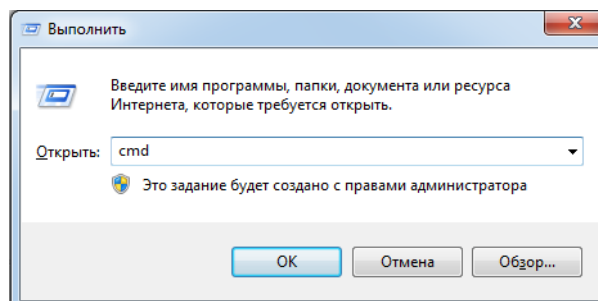 Выполнить
Введите имя программы, папки, документа или ресурса
Интернета, которые требуется открыть.
Открыть: cmd
Это задание будет создано с правами администратора
ОК Отмена Обзор...